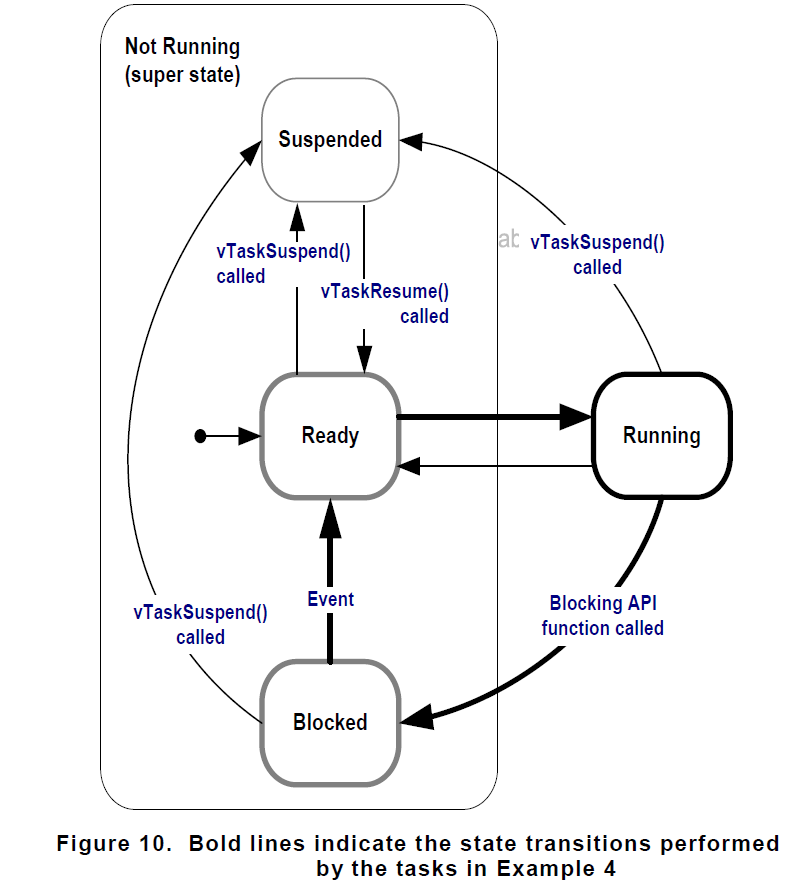 Not Running
(super state)
Suspended
vTaskSuspend()
called
ab
vTaskSuspend()
called
vTaskResume()
called
Ready
Running
Event
Blocking API
function called
vTaskSuspend()
called
Blocked
Figure 10. Bold lines indicate the state transitions performed
by the tasks in Example 4